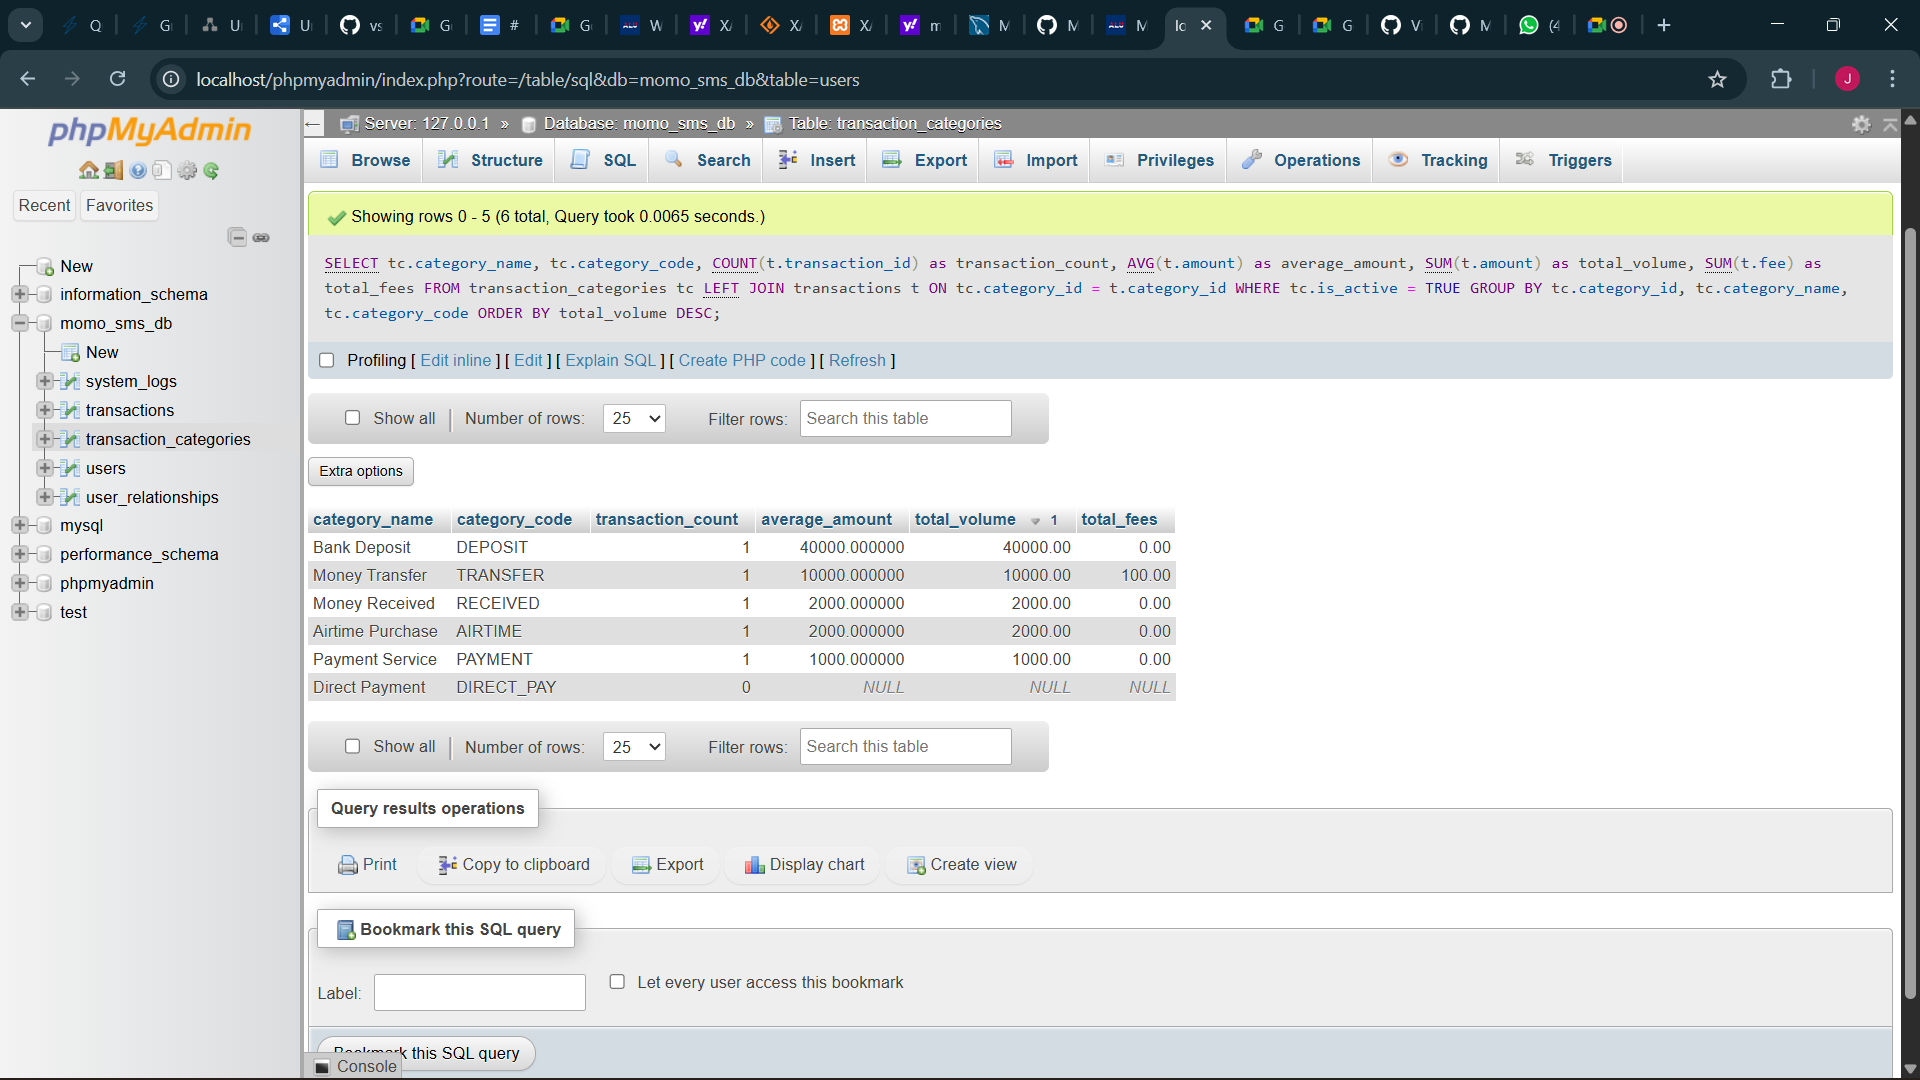 Q
G
U
U
vs
G
#
G
W
X
X
X
m
M
M
M
lo
G
G
V
M
(4
localhost/phpmyadmin/index.php?route=/table/sql&db=momo_sms_db&table=users
J
phpMyAdmin
Recent Favorites
New
information_schema
momo_sms_db
New
system_logs
transactions
transaction_categories
users
user_relationships
mysql
performance_schema
phpmyadmin
test
Server: 127.0.0.1 » Database: momo_sms_db » Table: transaction_categories
Browse Structure SQL Search Insert Export Import Privileges Operations Tracking Triggers
Showing rows 0 - 5 (6 total, Query took 0.0065 seconds.)
SELECT tc.category_name, tc.category_code, COUNT(t.transaction_id) as transaction_count, AVG(t.amount) as average_amount, SUM(t.amount) as total_volume, SUM(t.fee) as
total_fees FROM transaction_categories tc LEFT JOIN transactions t ON tc.category_id = t.category_id WHERE tc.is_active = TRUE GROUP BY tc.category_id, tc.category_name,
tc.category_code ORDER BY total_volume DESC;
Profiling [ Edit inline ] [ Edit ] [ Explain SQL ] [ Create PHP code ] [ Refresh ]
Show all Number of rows: 25 Filter rows: Search this table
Extra options
category_name category_code transaction_count average_amount total_volume 1 total_fees
Bank Deposit DEPOSIT 1 40000.000000 40000.00 0.00
Money Transfer TRANSFER 1 10000.000000 10000.00 100.00
Money Received RECEIVED 1 2000.000000 2000.00 0.00
Airtime Purchase AIRTIME 1 2000.000000 2000.00 0.00
Payment Service PAYMENT 1 1000.000000 1000.00 0.00
Direct Payment DIRECT_PAY 0 NULL NULL NULL
Show all Number of rows: 25 Filter rows: Search this table
Query results operations
Print Copy to clipboard Export Display chart Create view
Bookmark this SQL query
Label: Let every user access this bookmark
Bookmark this SQL query
Console